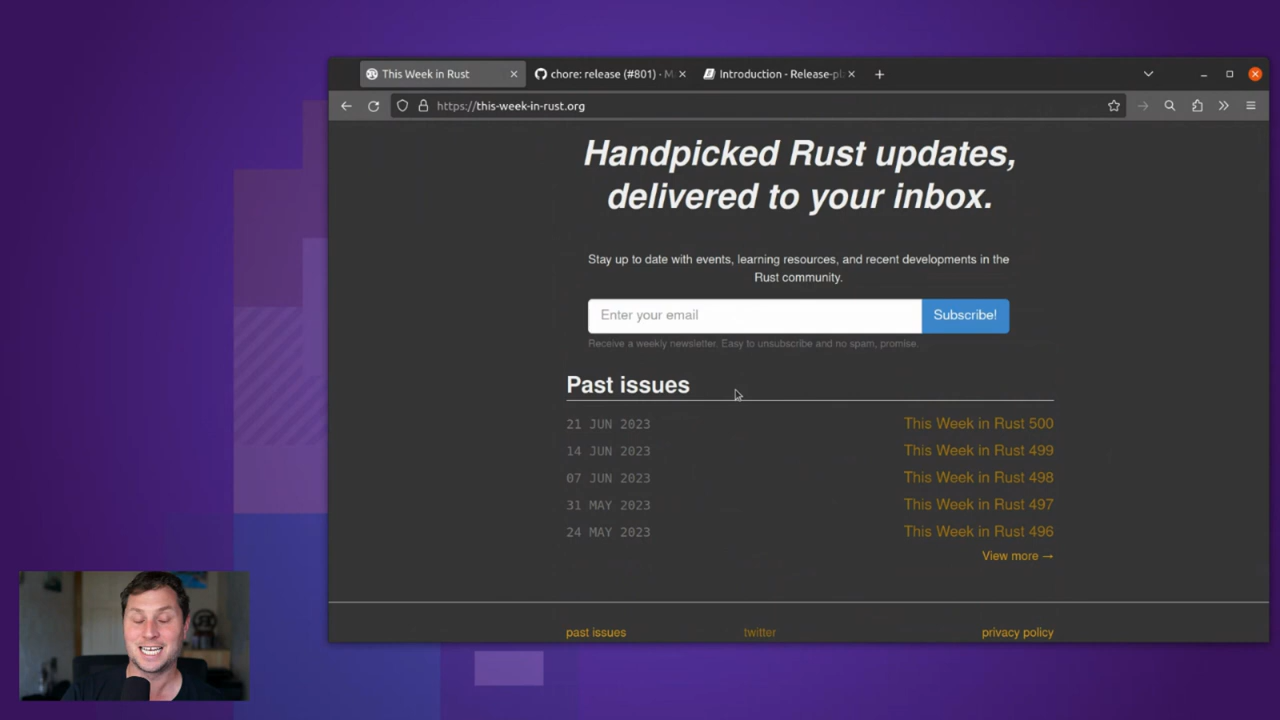 This Week in Rust
chore: release (#801) · M
Introduction - Release-pl
https://this-week-in-rust.org
Handpicked Rust updates,
delivered to your inbox.
Stay up to date with events, learning resources, and recent developments in the
Rust community.
Enter your email
Subscribe!
Receive a weekly newsletter. Easy to unsubscribe and no spam, promise.
Past issues
21 JUN 2023 This Week in Rust 500
14 JUN 2023 This Week in Rust 499
07 JUN 2023 This Week in Rust 498
31 MAY 2023 This Week in Rust 497
24 MAY 2023 This Week in Rust 496
View more →
past issues twitter privacy policy